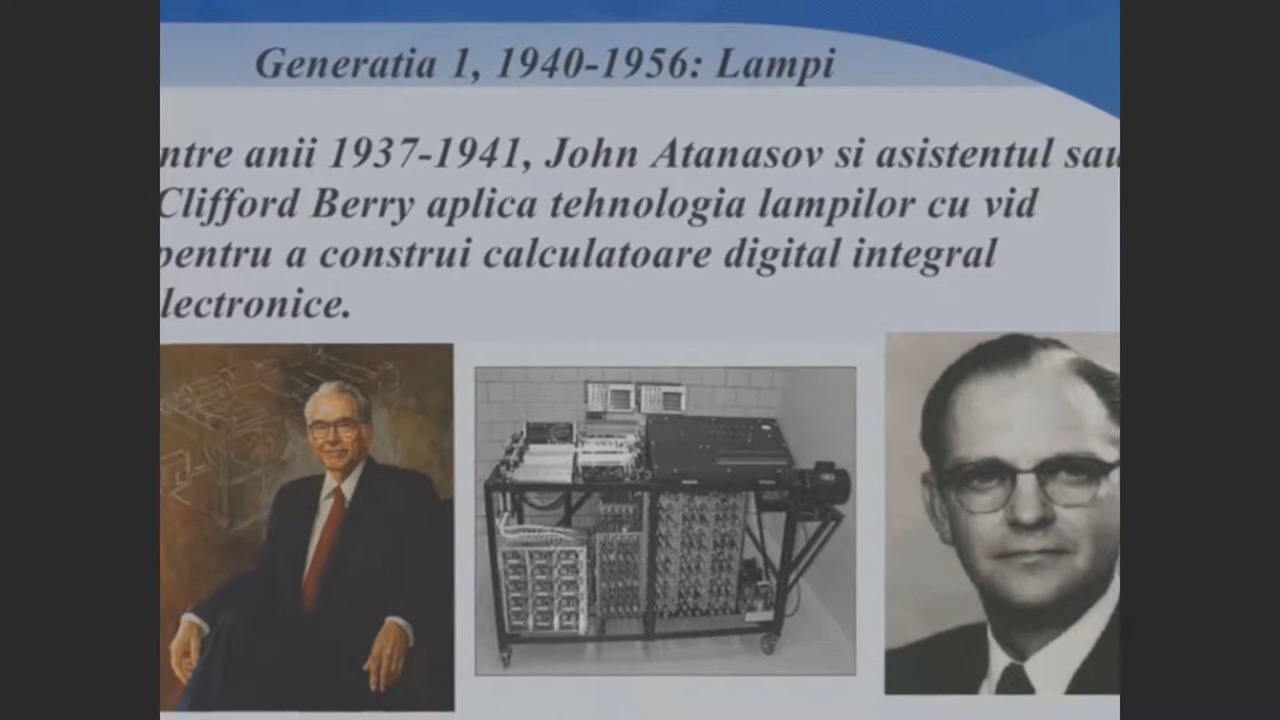 Generatia 1, 1940-1956: Lampi
ntre anii 1937-1941, John Atanasov si asistentul sau
Clifford Berry aplica tehnologia lampilor cu vid
pentru a construi calculatoare digital integral
lectronice.